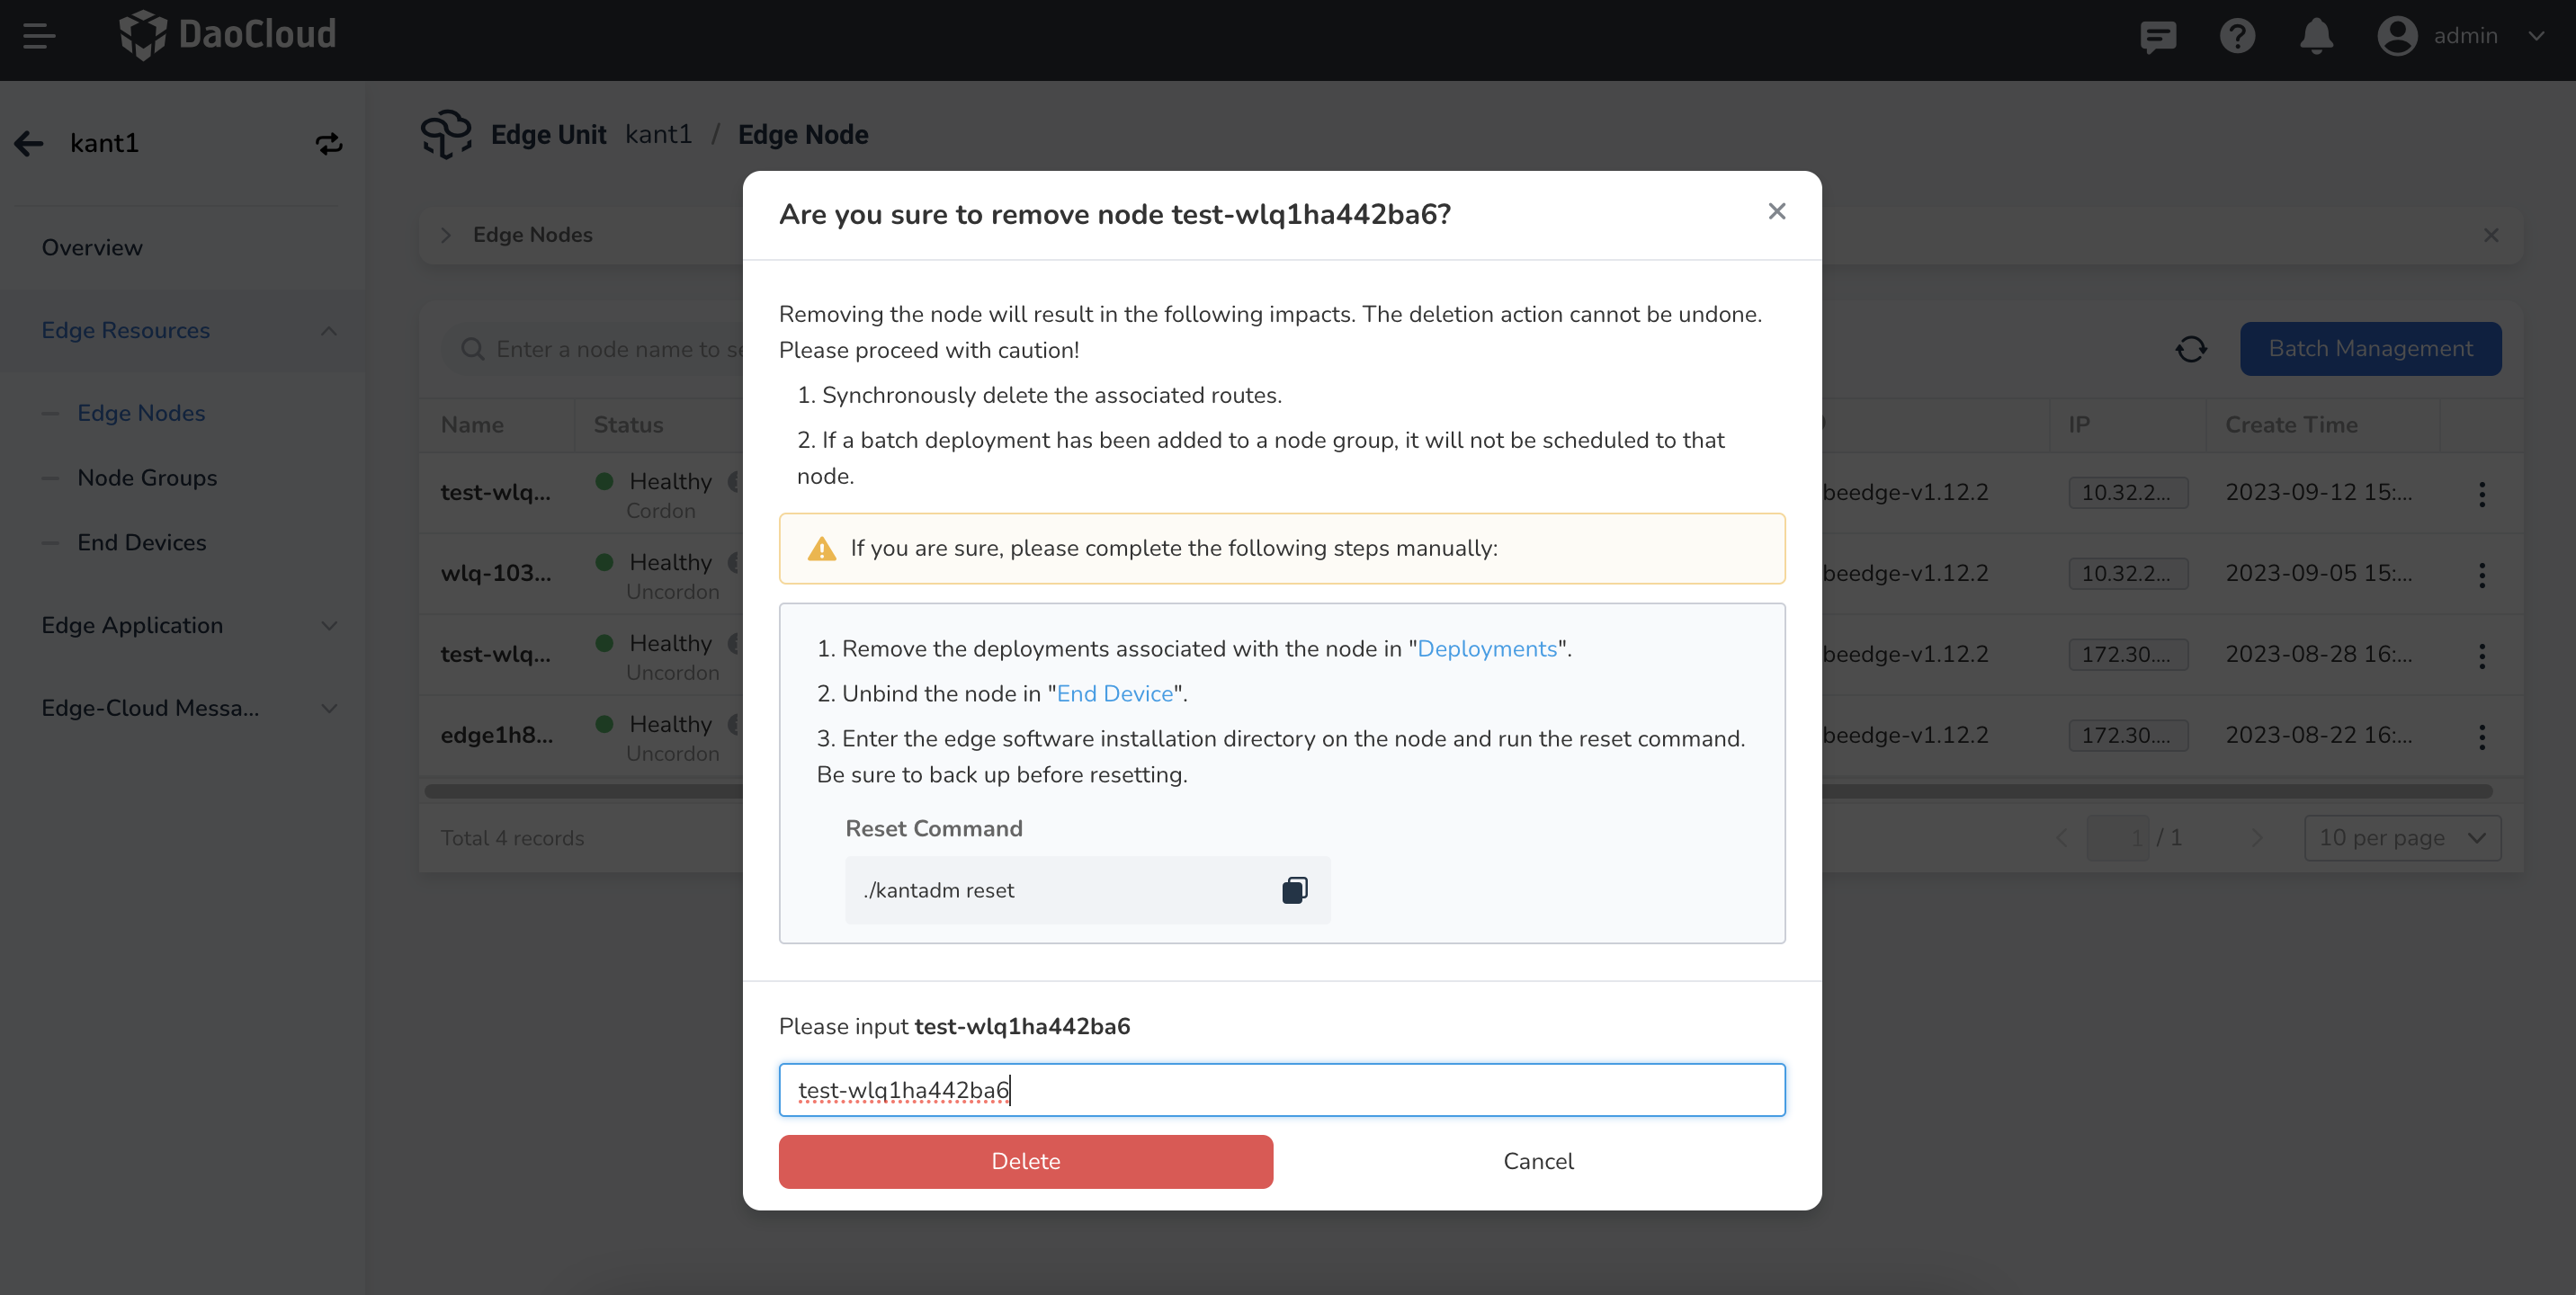 DaoCloud
admin
kant1
Edge Unit kant1 / Edge Node
Are you sure to remove node test-wlq1ha442ba6?
Overview
Edge Nodes
Removing the node will result in the following impacts. The deletion action cannot be undone.
Please proceed with caution!
Edge Resources
Enter a node name to se
Batch Management
1. Synchronously delete the associated routes.
Edge Nodes
Name Status IP Create Time
2. If a batch deployment has been added to a node group, it will not be scheduled to that
node.
Node Groups
test-wlq... Healthy beedge-v1.12.2 10.32.2... 2023-09-12 15:...
Cordon
End Devices
If you are sure, please complete the following steps manually:
wlq-103... Healthy beedge-v1.12.2 10.32.2... 2023-09-05 15:...
Uncordon
Edge Application
1. Remove the deployments associated with the node in "Deployments".
test-wlq... Healthy beedge-v1.12.2 172.30.... 2023-08-28 16:...
Uncordon
2. Unbind the node in "End Device".
Edge-Cloud Messa...
3. Enter the edge software installation directory on the node and run the reset command.
Be sure to back up before resetting.
edge1h8... Healthy beedge-v1.12.2 172.30.... 2023-08-22 16:...
Uncordon
Reset Command
Total 4 records
1 / 1
10 per page
./kantadm reset
Please input test-wlq1ha442ba6
test-wlq1ha442ba6
Delete
Cancel